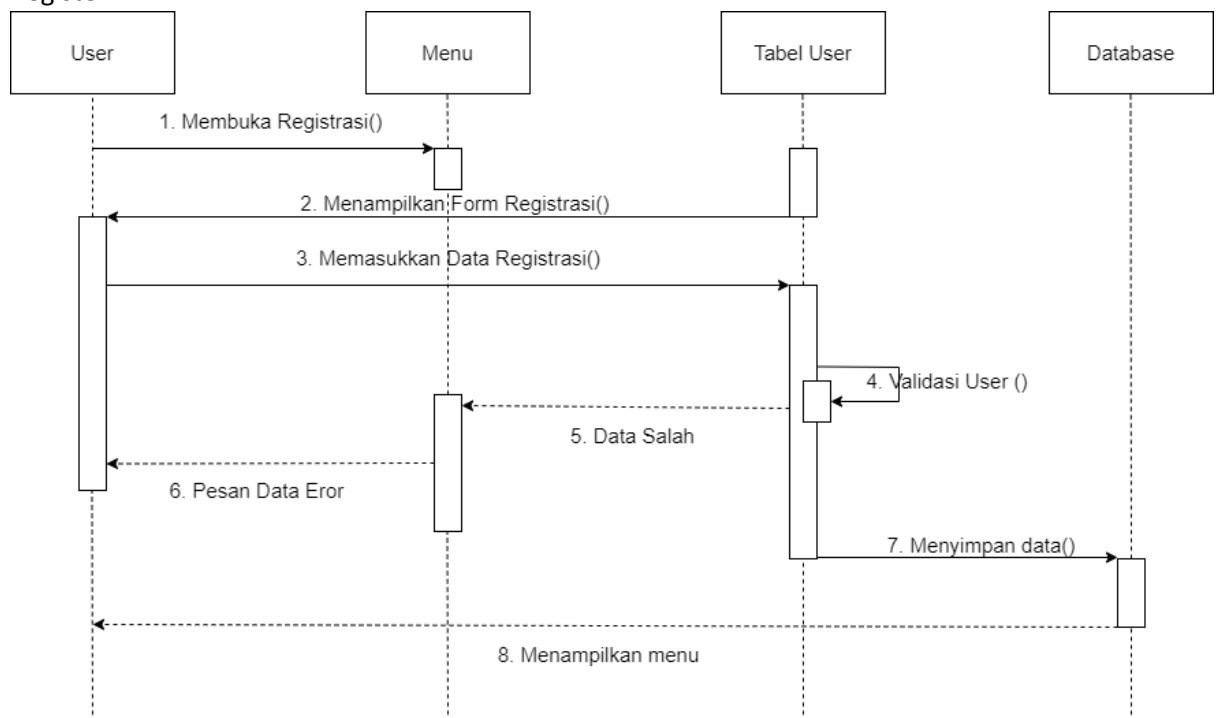 User
Menu
Tabel User
Database
1. Membuka Registrasi()
2. Menampilkan Form Registrasi()
3. Memasukkan Data Registrasi()
4. Validasi User ()
5. Data Salah
6. Pesan Data Eror
7. Menyimpan data()
8. Menampilkan menu